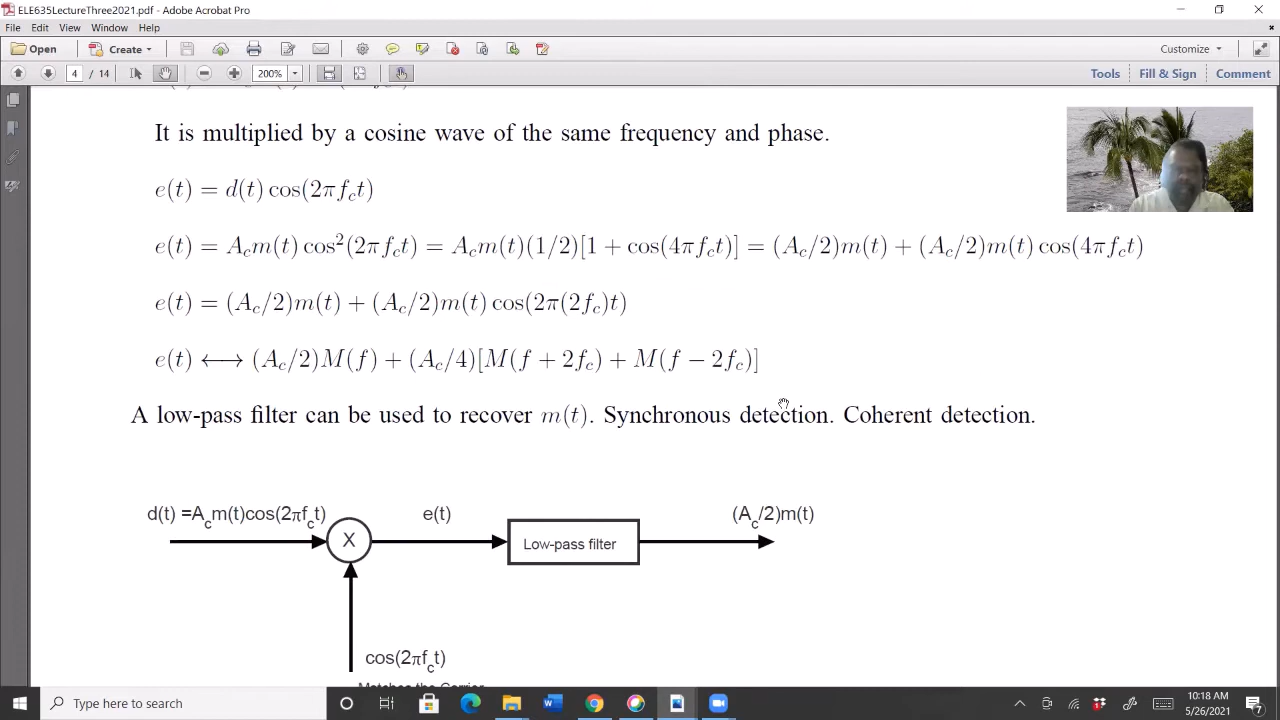 ELE635LectureThree2021.pdf - Adobe Acrobat Pro
File Edit View Window Help
Open Create Customize
4 / 14 200% Tools Fill & Sign Comment
It is multiplied by a cosine wave of the same frequency and phase.
e(t) = d(t) cos(2πf_ct)
e(t) = A_cm(t) cos²(2πf_ct) = A_cm(t)(1/2)[1 + cos(4πf_ct)] = (A_c/2)m(t) + (A_c/2)m(t) cos(4πf_ct)
e(t) = (A_c/2)m(t) + (A_c/2)m(t) cos(2π(2f_c)t)
e(t) ⟷ (A_c/2)M(f) + (A_c/4)[M(f + 2f_c) + M(f − 2f_c)]
A low-pass filter can be used to recover m(t). Synchronous detection. Coherent detection.
d(t) =A_cm(t)cos(2πf_ct) e(t) (A_c/2)m(t)
X Low-pass filter
cos(2πf_ct)
Matches the Carrier
Type here to search
10:18 AM
5/26/2021
7